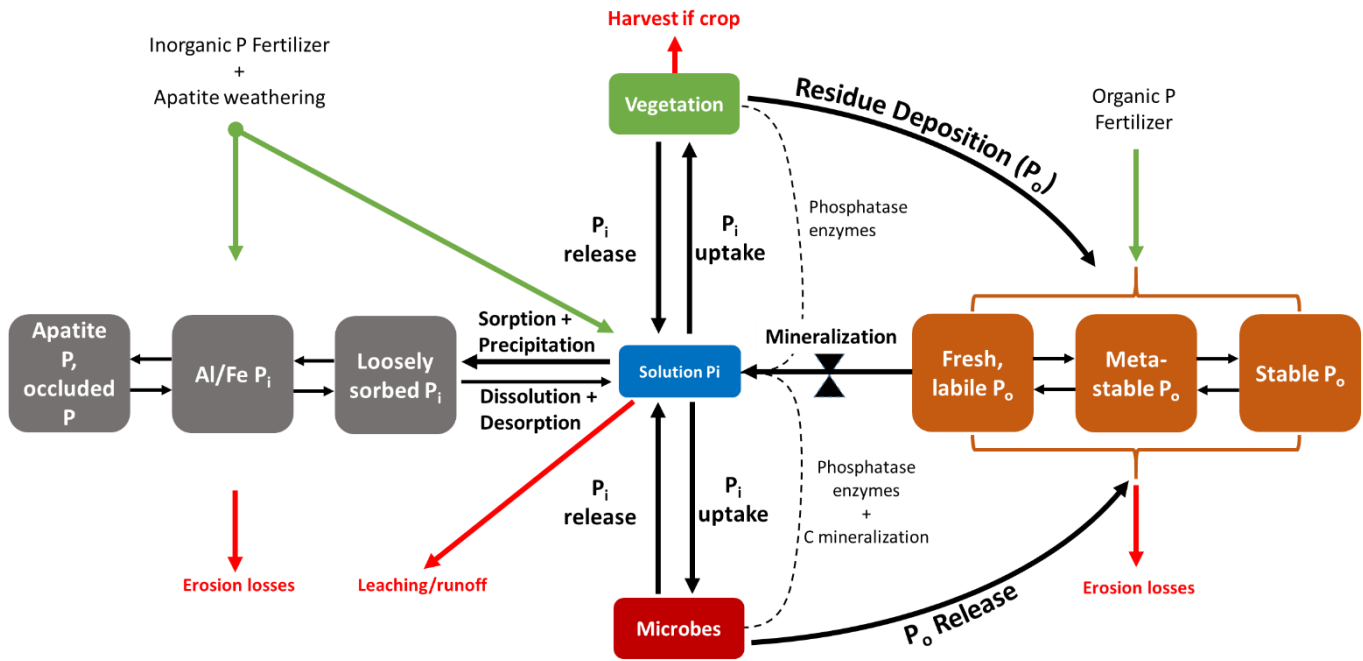 Harvest if crop
Inorganic P Fertilizer
+
Apatite weathering
Vegetation
Residue Deposition (Po)
Organic P
Fertilizer
Phosphatase
enzymes
Pi
release
Pi
uptake
Apatite
P,
occluded
P
Al/Fe Pi
Loosely
sorbed Pi
Sorption +
Precipitation
Dissolution +
Desorption
Solution Pi
Mineralization
Fresh,
labile Po
Meta-
stable Po
Stable Po
Pi
release
Pi
uptake
Phosphatase
enzymes
+
C mineralization
Erosion losses
Leaching/runoff
Erosion losses
Microbes
Po Release